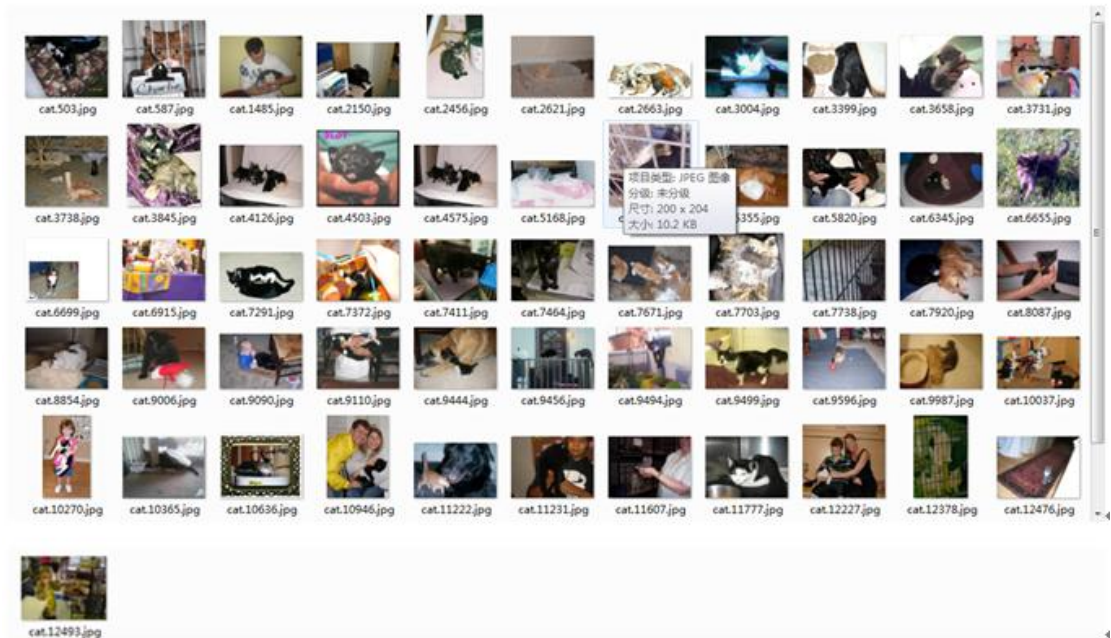 cat.503.jpg cat.587.jpg cat.1485.jpg cat.2150.jpg cat.2456.jpg cat.2621.jpg cat.2663.jpg cat.3004.jpg cat.3399.jpg cat.3658.jpg cat.3731.jpg
项目类型: JPEG 图像
分级: 未分级
尺寸: 200 x 204
大小: 10.2 KB
cat.3738.jpg cat.3845.jpg cat.4126.jpg cat.4503.jpg cat.4575.jpg cat.5168.jpg 5355.jpg cat.5820.jpg cat.6345.jpg cat.6655.jpg
cat.6699.jpg cat.6915.jpg cat.7291.jpg cat.7372.jpg cat.7411.jpg cat.7464.jpg cat.7671.jpg cat.7703.jpg cat.7738.jpg cat.7920.jpg cat.8087.jpg
cat.8854.jpg cat.9006.jpg cat.9090.jpg cat.9110.jpg cat.9444.jpg cat.9456.jpg cat.9494.jpg cat.9499.jpg cat.9596.jpg cat.9987.jpg cat.10037.jpg
cat.10270.jpg cat.10365.jpg cat.10636.jpg cat.10946.jpg cat.11222.jpg cat.11231.jpg cat.11607.jpg cat.11777.jpg cat.12227.jpg cat.12378.jpg cat.12476.jpg
cat.12493.jpg